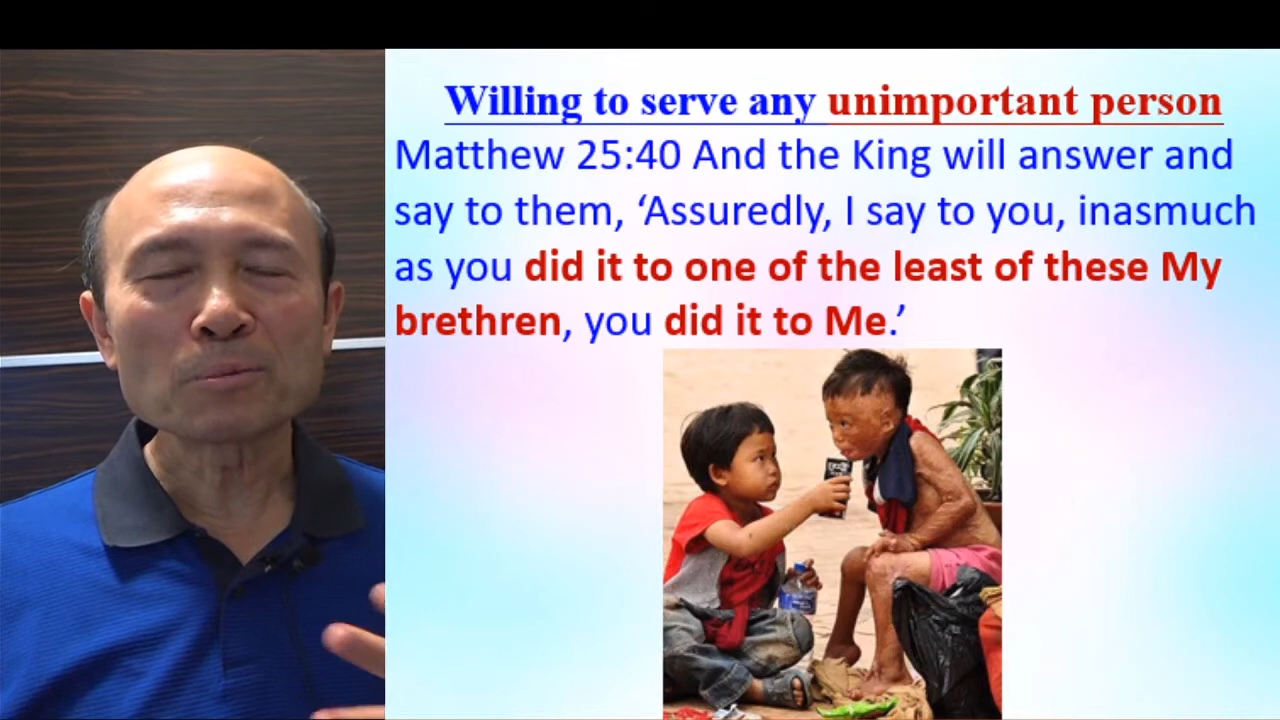 Willing to serve any unimportant person
Matthew 25:40 And the King will answer and
say to them, ‘Assuredly, I say to you, inasmuch
as you did it to one of the least of these My
brethren, you did it to Me.’